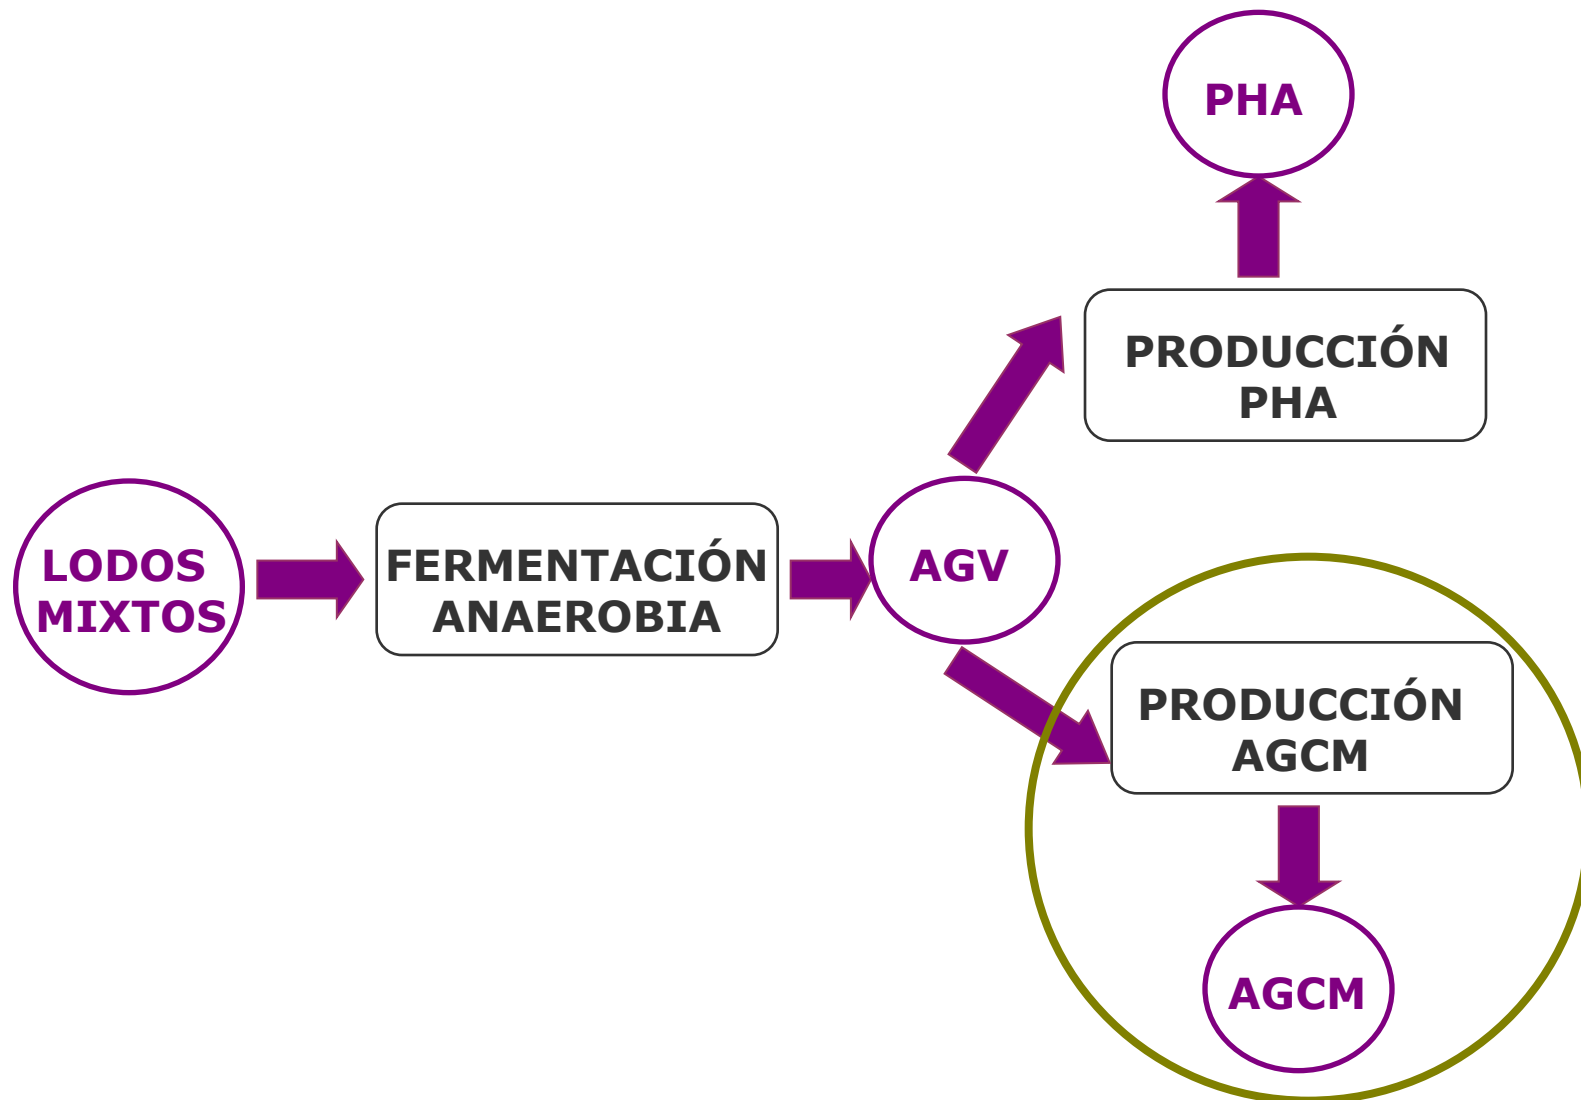 PHA
PRODUCCIÓN
PHA
LODOS
MIXTOS
FERMENTACIÓN
ANAEROBIA
AGV
PRODUCCIÓN
AGCM
AGCM